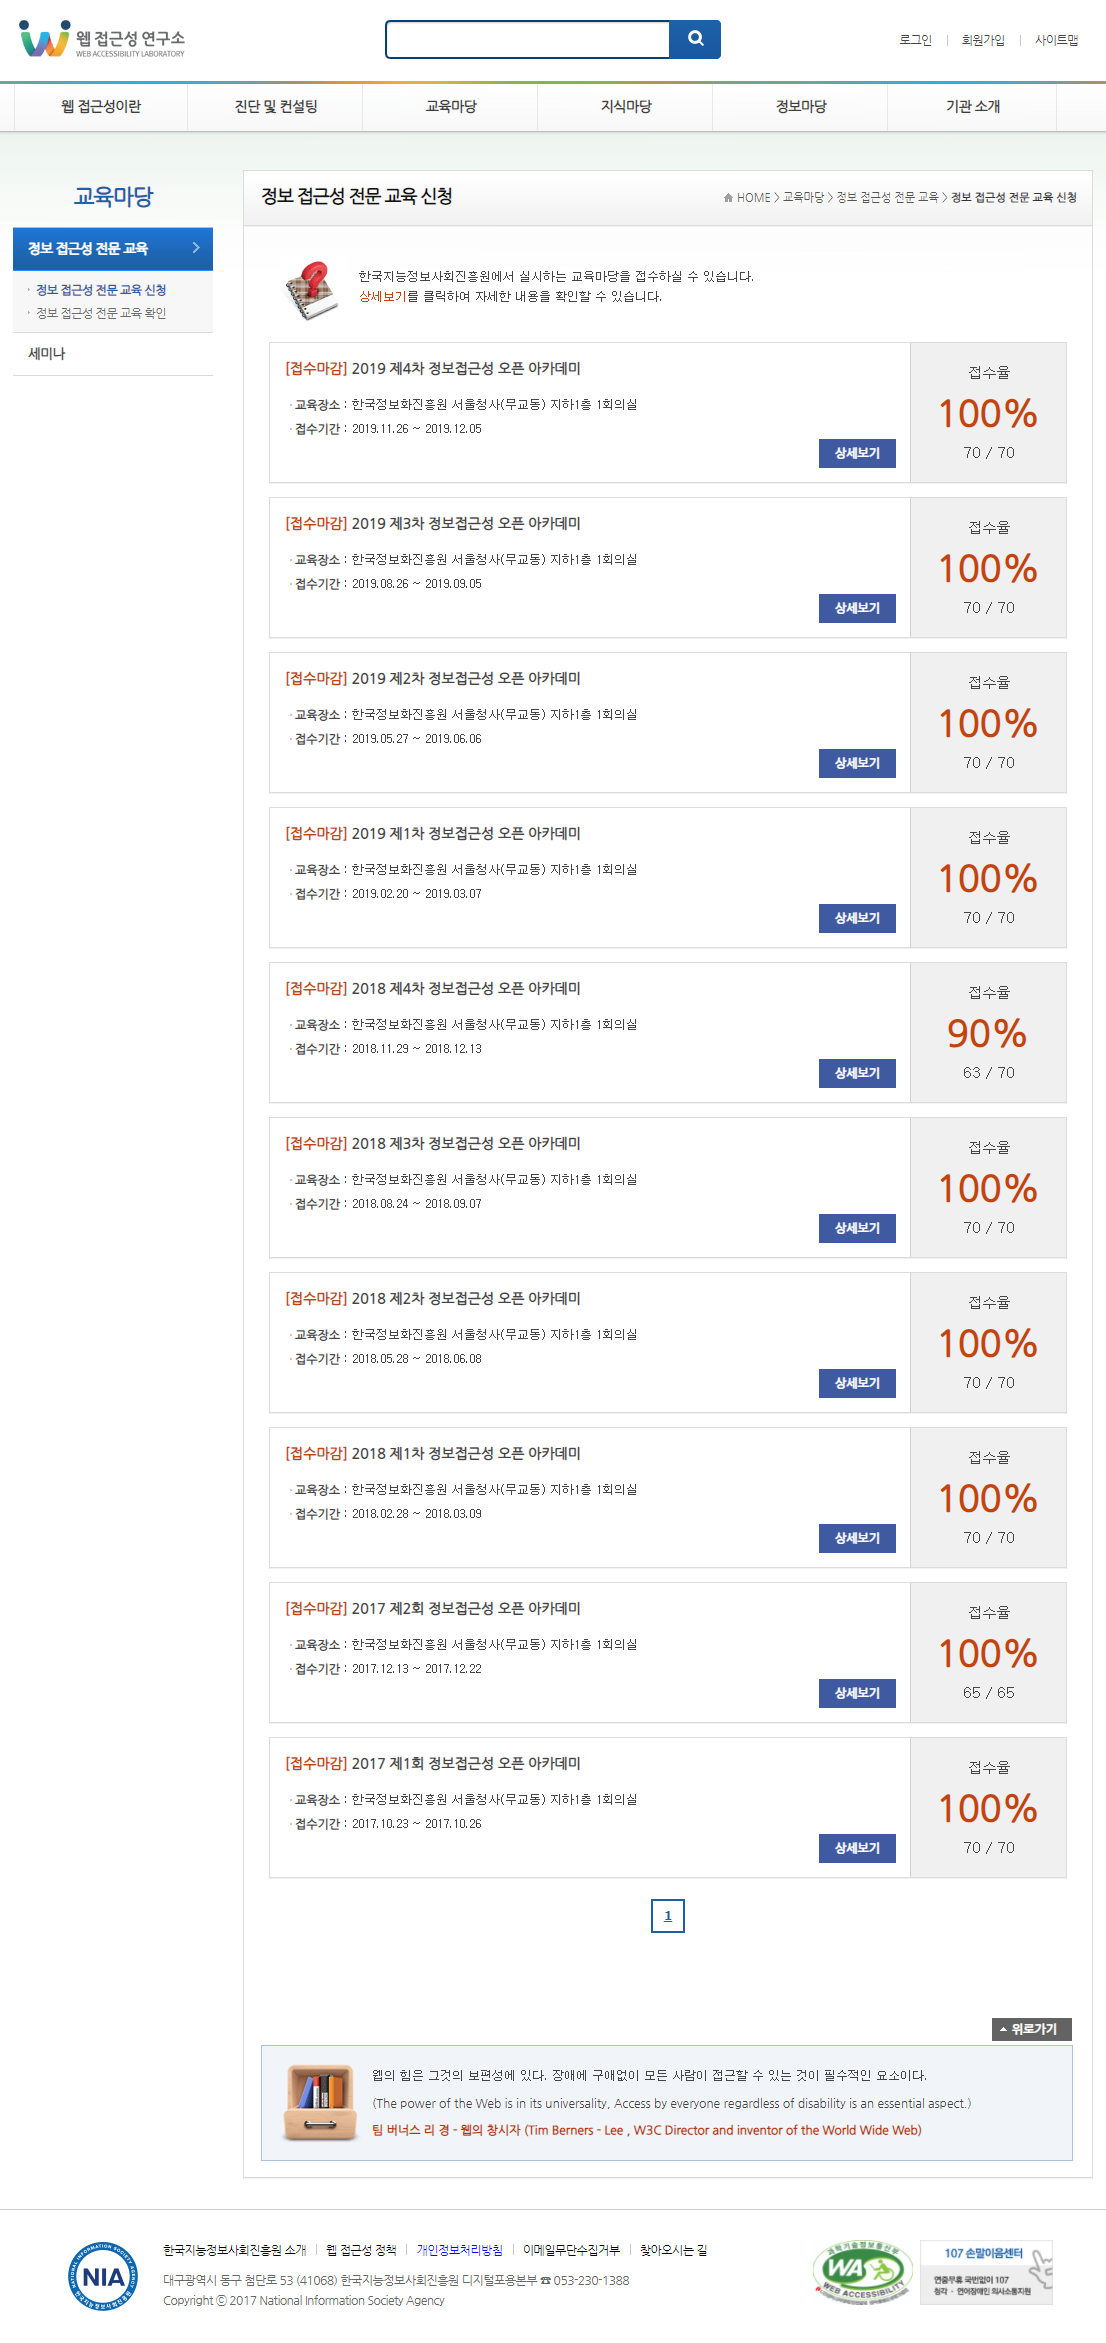 웹 접근성 연구소
WEB ACCESSIBILITY LABORATORY
로그인 회원가입 사이트맵
웹 접근성이란 진단 및 컨설팅 교육마당 지식마당 정보마당 기관 소개
교육마당
정보 접근성 전문 교육
정보 접근성 전문 교육 신청
정보 접근성 전문 교육 확인
세미나
정보 접근성 전문 교육 신청
HOME > 교육마당 > 정보 접근성 전문 교육 > 정보 접근성 전문 교육 신청
한국지능정보사회진흥원에서 실시하는 교육마당을 접수하실 수 있습니다.
상세보기를 클릭하여 자세한 내용을 확인할 수 있습니다.
[접수마감] 2019 제4차 정보접근성 오픈 아카데미
· 교육장소 : 한국정보화진흥원 서울청사(무교동) 지하1층 1회의실
· 접수기간 : 2019.11.26 ~ 2019.12.05
상세보기
접수율
100%
70 / 70
[접수마감] 2019 제3차 정보접근성 오픈 아카데미
· 교육장소 : 한국정보화진흥원 서울청사(무교동) 지하1층 1회의실
· 접수기간 : 2019.08.26 ~ 2019.09.05
상세보기
접수율
100%
70 / 70
[접수마감] 2019 제2차 정보접근성 오픈 아카데미
· 교육장소 : 한국정보화진흥원 서울청사(무교동) 지하1층 1회의실
· 접수기간 : 2019.05.27 ~ 2019.06.06
상세보기
접수율
100%
70 / 70
[접수마감] 2019 제1차 정보접근성 오픈 아카데미
· 교육장소 : 한국정보화진흥원 서울청사(무교동) 지하1층 1회의실
· 접수기간 : 2019.02.20 ~ 2019.03.07
상세보기
접수율
100%
70 / 70
[접수마감] 2018 제4차 정보접근성 오픈 아카데미
· 교육장소 : 한국정보화진흥원 서울청사(무교동) 지하1층 1회의실
· 접수기간 : 2018.11.29 ~ 2018.12.13
상세보기
접수율
90%
63 / 70
[접수마감] 2018 제3차 정보접근성 오픈 아카데미
· 교육장소 : 한국정보화진흥원 서울청사(무교동) 지하1층 1회의실
· 접수기간 : 2018.08.24 ~ 2018.09.07
상세보기
접수율
100%
70 / 70
[접수마감] 2018 제2차 정보접근성 오픈 아카데미
· 교육장소 : 한국정보화진흥원 서울청사(무교동) 지하1층 1회의실
· 접수기간 : 2018.05.28 ~ 2018.06.08
상세보기
접수율
100%
70 / 70
[접수마감] 2018 제1차 정보접근성 오픈 아카데미
· 교육장소 : 한국정보화진흥원 서울청사(무교동) 지하1층 1회의실
· 접수기간 : 2018.02.28 ~ 2018.03.09
상세보기
접수율
100%
70 / 70
[접수마감] 2017 제2회 정보접근성 오픈 아카데미
· 교육장소 : 한국정보화진흥원 서울청사(무교동) 지하1층 1회의실
· 접수기간 : 2017.12.13 ~ 2017.12.22
상세보기
접수율
100%
65 / 65
[접수마감] 2017 제1회 정보접근성 오픈 아카데미
· 교육장소 : 한국정보화진흥원 서울청사(무교동) 지하1층 1회의실
· 접수기간 : 2017.10.23 ~ 2017.10.26
상세보기
접수율
100%
70 / 70
1
위로가기
웹의 힘은 그것의 보편성에 있다. 장애에 구애없이 모든 사람이 접근할 수 있는 것이 필수적인 요소이다.
(The power of the Web is in its universality, Access by everyone regardless of disability is an essential aspect.)
팀 버너스 리 경 - 웹의 창시자 (Tim Berners - Lee , W3C Director and inventor of the World Wide Web)
NATIONAL INFORMATION SOCIETY AGENCY
NIA
한국지능정보사회진흥원
한국지능정보사회진흥원 소개 웹 접근성 정책 개인정보처리방침 이메일무단수집거부 찾아오시는 길
대구광역시 동구 첨단로 53 (41068) 한국지능정보사회진흥원 디지털포용본부 ☎ 053-230-1388
Copyright ⓒ 2017 National Information Society Agency
과학기술정보통신부
WA
WEB ACCESSIBILITY
107 손말이음센터
연중무휴 국번없이 107
청각 · 언어장애인 의사소통지원